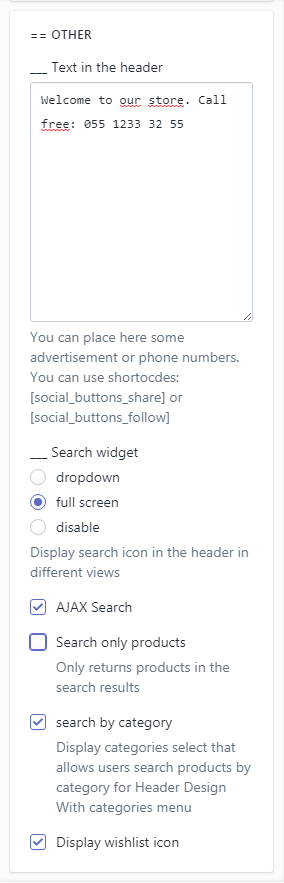 == OTHER
___ Text in the header
Welcome to our store. Call
free: 055 1233 32 55
You can place here some
advertisement or phone numbers.
You can use shortocdes:
[social_buttons_share] or
[social_buttons_follow]
___ Search widget
dropdown
full screen
disable
Display search icon in the header in
different views
AJAX Search
Search only products
Only returns products in the
search results
search by category
Display categories select that
allows users search products by
category for Header Design
With categories menu
Display wishlist icon